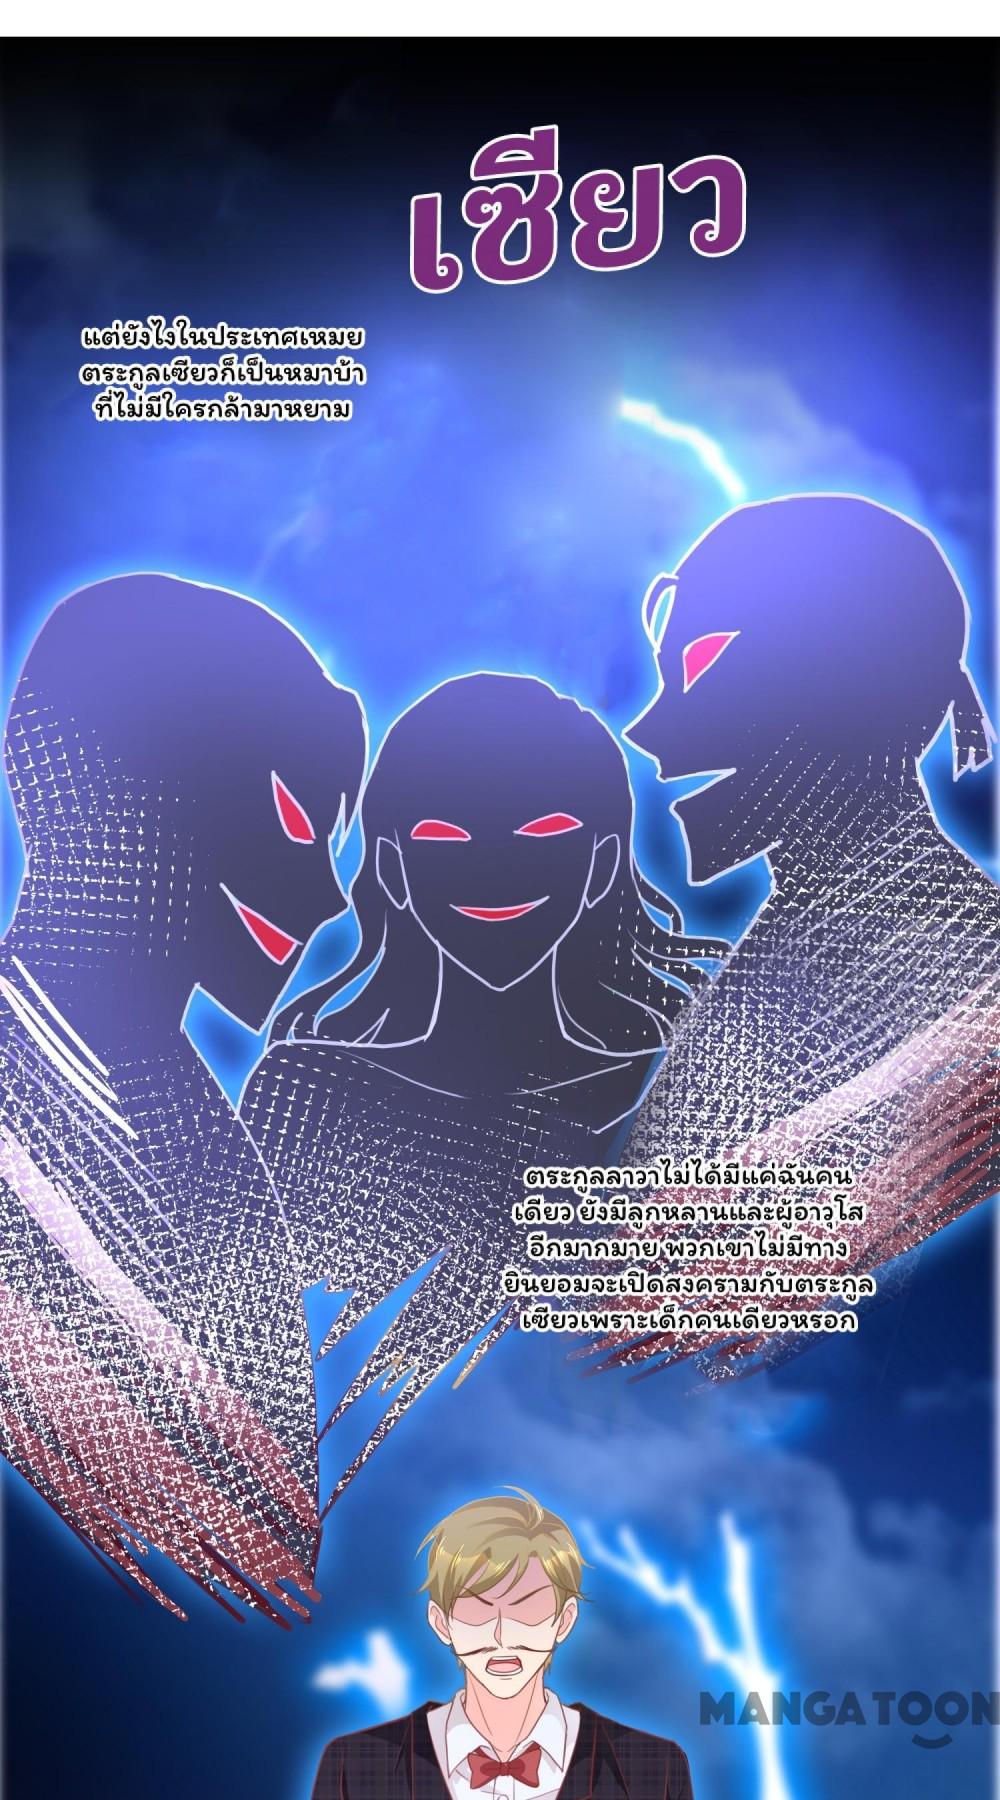 เซียว
แต่ยังไงในประเทศเหมย
ตระกูลเซียวก็เป็นหมาบ้า
ที่ไม่มีใครกล้ามาหยาม
ตระกูลลาวาไม่ได้มีแค่ฉันคน
เดียว ยังมีลูกหลานและผู้อาวุโส
อีกมากมาย พวกเขาไม่มีทาง
ยินยอมจะเปิดสงครามกับตระกูล
เซียวเพราะเด็กคนเดียวหรอก
MANGATOON